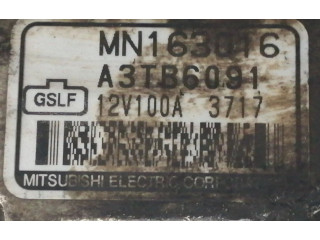 MN163016
A3TB6091
GSLF 12V100A 3717
MITSUBISHI ELECTRIC